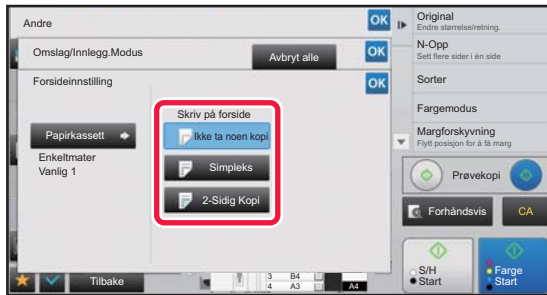 Andre
OK
Omslag/Innlegg.Modus
Avbryt alle
OK
Forsideinnstilling
OK
Skriv på forside
Papirkassett
Ikke ta noen kopi
Enkeltmater
Vanlig 1
Simpleks
2-Sidig Kopi
Tilbake
3 B4
4 A3
A4
Original
Endre størrelse/retning.
N-Opp
Sett flere sider i én side
Sorter
Fargemodus
Margforskyvning
Flytt posisjon for å få marg
Prøvekopi
Forhåndsvis
CA
S/H
Start
Farge
Start